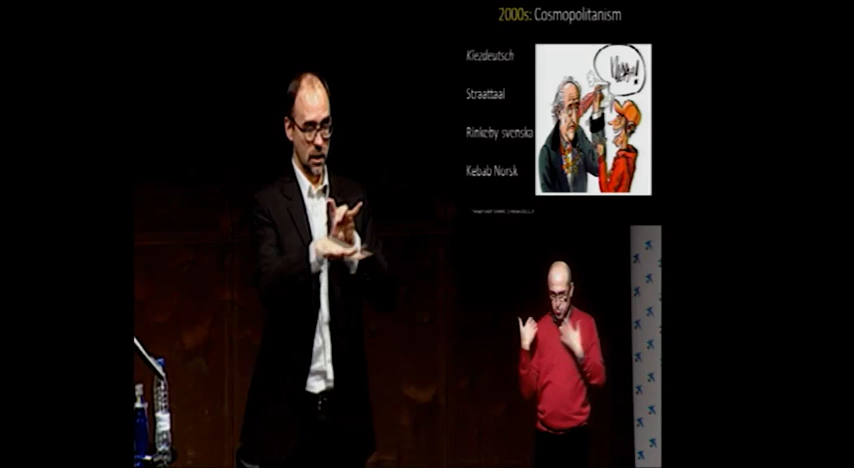 2000s: Cosmopolitanism
Kiezdeutsch
Straattaal
Rinkeby svenska
Kebab Norsk